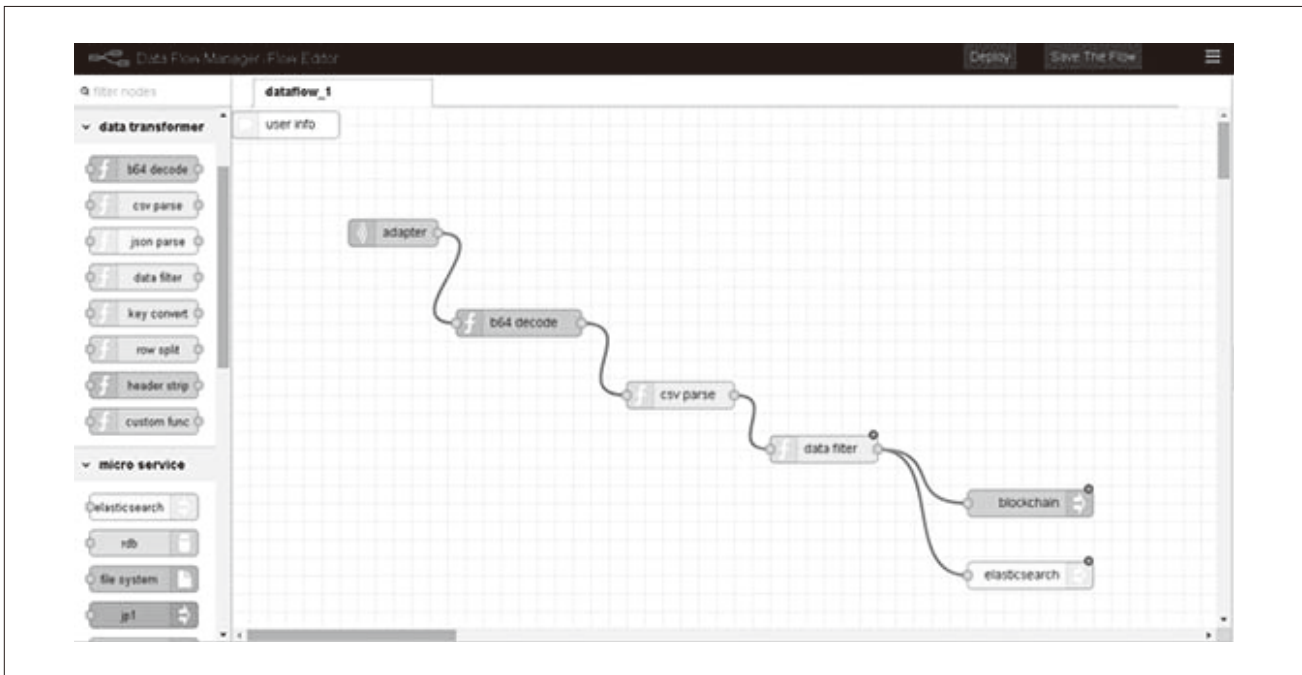 Data Flow Manager: Flow Editor
Deploy
Save The Flow
filter nodes
dataflow_1
data transformer
user info
b64 decode
csv parse
json parse
data filter
key convert
row split
header strip
custom func
micro service
elasticsearch
rdb
file system
jp1
adapter
b64 decode
csv parse
data filter
blockchain
elasticsearch